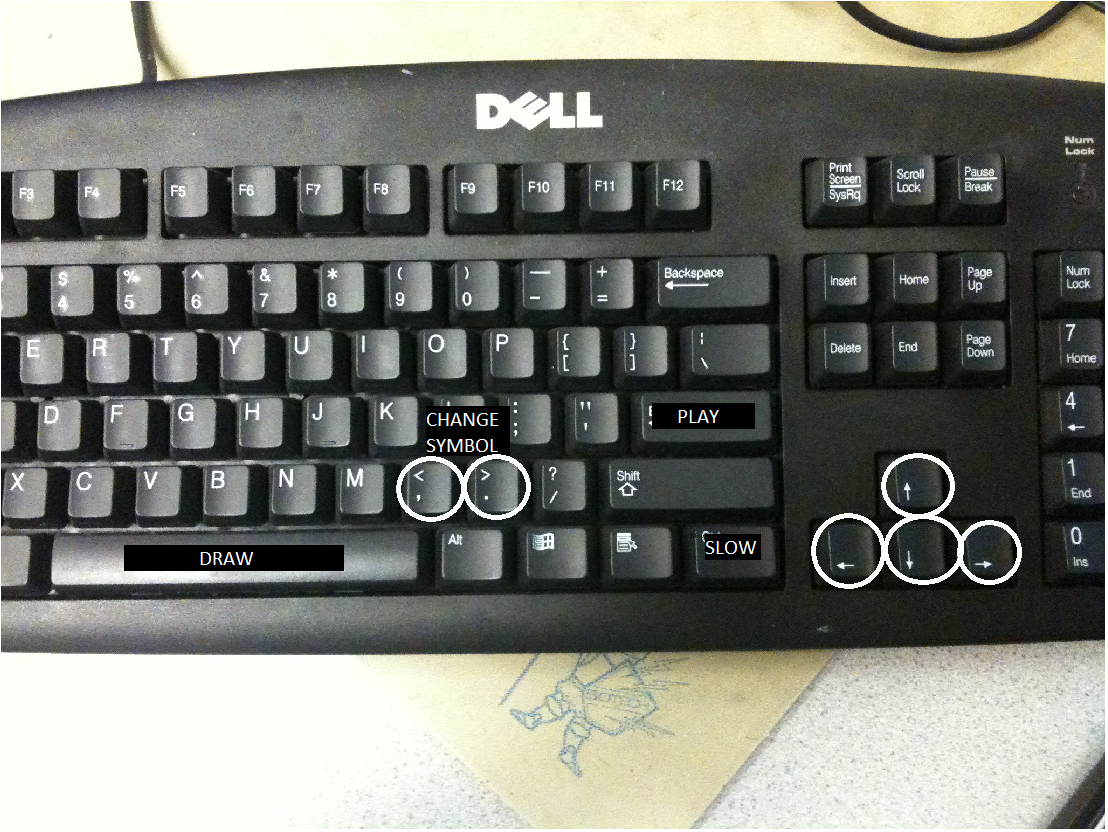 DELL
Num
Lock
F3 F4 F5 F6 F7 F8 F9 F10 F11 F12
Print
Screen
SysRq
Scroll
Lock
Pause
Break
$ % ^ & * ( ) — +
4 5 6 7 8 9 0 - =
Backspace
Insert
Home
Page
Up
Num
Lock
E R T Y U I O P { } ¦
[ ] \
Delete
End
Page
Down
7
Home
D F G H J K : "
; '
CHANGE
SYMBOL
PLAY
4
←
X C V B N M < > ?
, . /
Shift
⇧
↑
1
End
DRAW
Alt
SLOW
← ↓ →
0
Ins